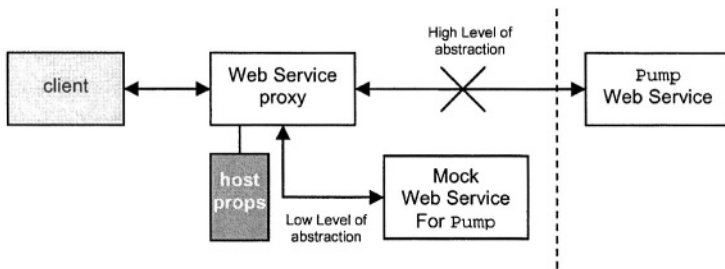 High Level of
abstraction
client
Web Service
proxy
Pump
Web Service
host
props
Low Level of
abstraction
Mock
Web Service
For Pump